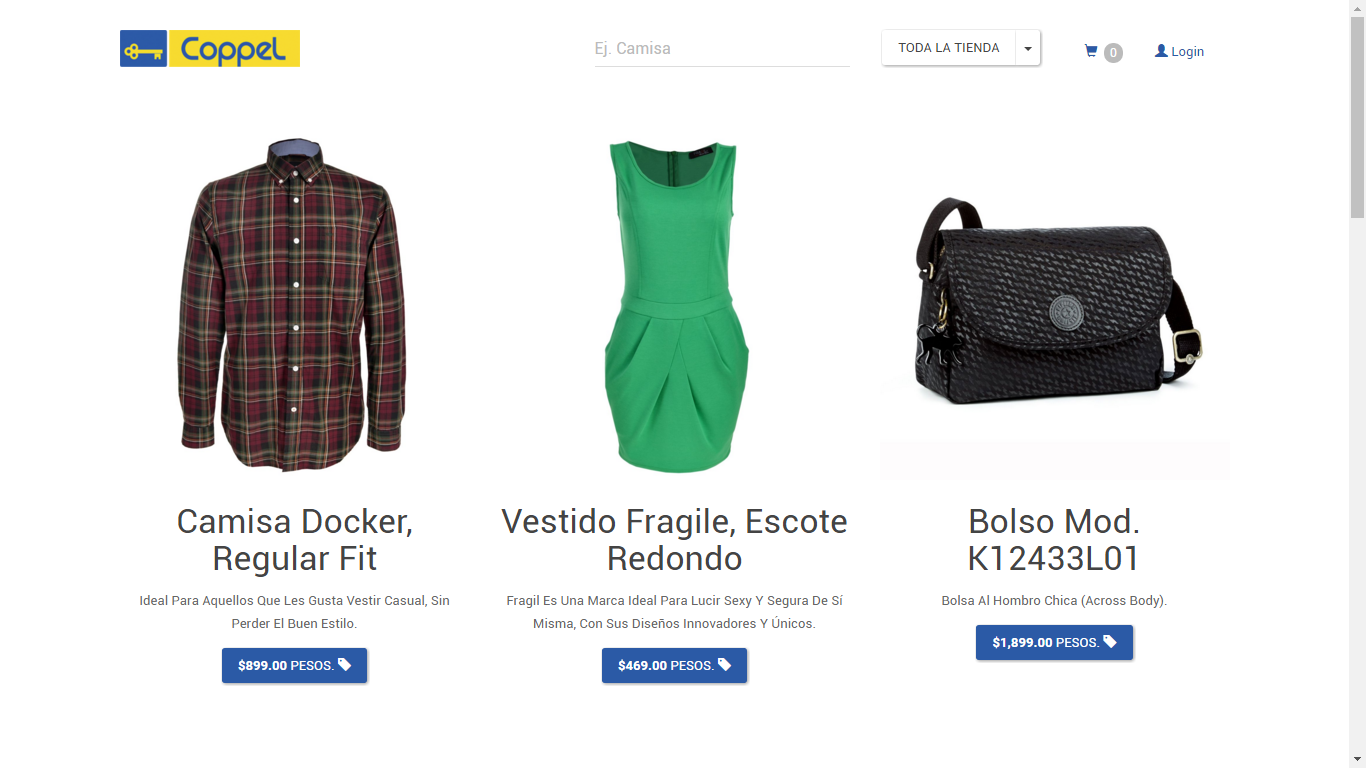 Coppel
Ej. Camisa
TODA LA TIENDA
0
Login
Camisa Docker,
Regular Fit
Ideal Para Aquellos Que Les Gusta Vestir Casual, Sin
Perder El Buen Estilo.
$899.00 PESOS.
Vestido Fragile, Escote
Redondo
Fragil Es Una Marca Ideal Para Lucir Sexy Y Segura De Sí
Misma, Con Sus Diseños Innovadores Y Únicos.
$469.00 PESOS.
Bolso Mod.
K12433L01
Bolsa Al Hombro Chica (Across Body).
$1,899.00 PESOS.